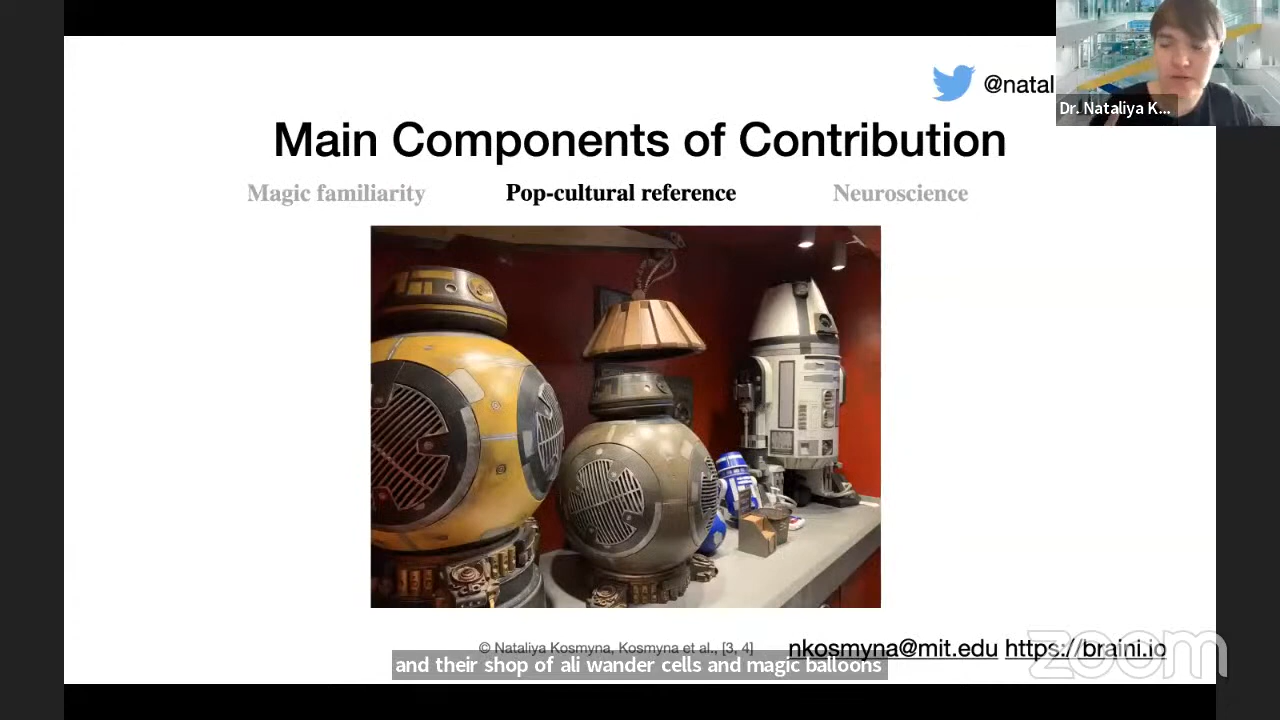 @natal
Dr. Nataliya K...
Main Components of Contribution
Magic familiarity Pop-cultural reference Neuroscience
© Nataliya Kosmyna, Kosmyna et al., [3, 4] nkosmyna@mit.edu https://braini.io
zoom
and their shop of ali wander cells and magic balloons